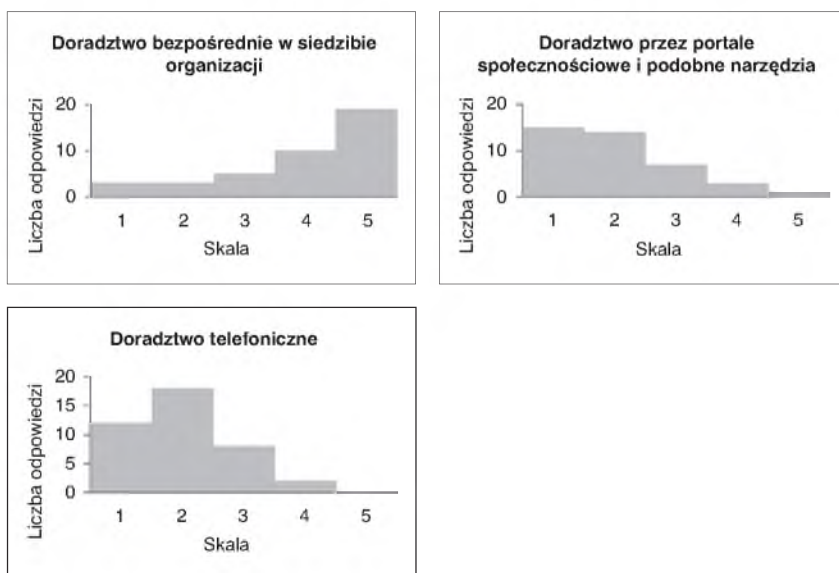 Doradztwo bezpośrednie w siedzibie
organizacji
Liczba odpowiedzi
20
10
0
1 2 3 4 5
Skala
Doradztwo przez portale
społecznościowe i podobne narzędzia
Liczba odpowiedzi
20
10
0
1 2 3 4 5
Skala
Doradztwo telefoniczne
Liczba odpowiedzi
20
15
10
5
0
1 2 3 4 5
Skala